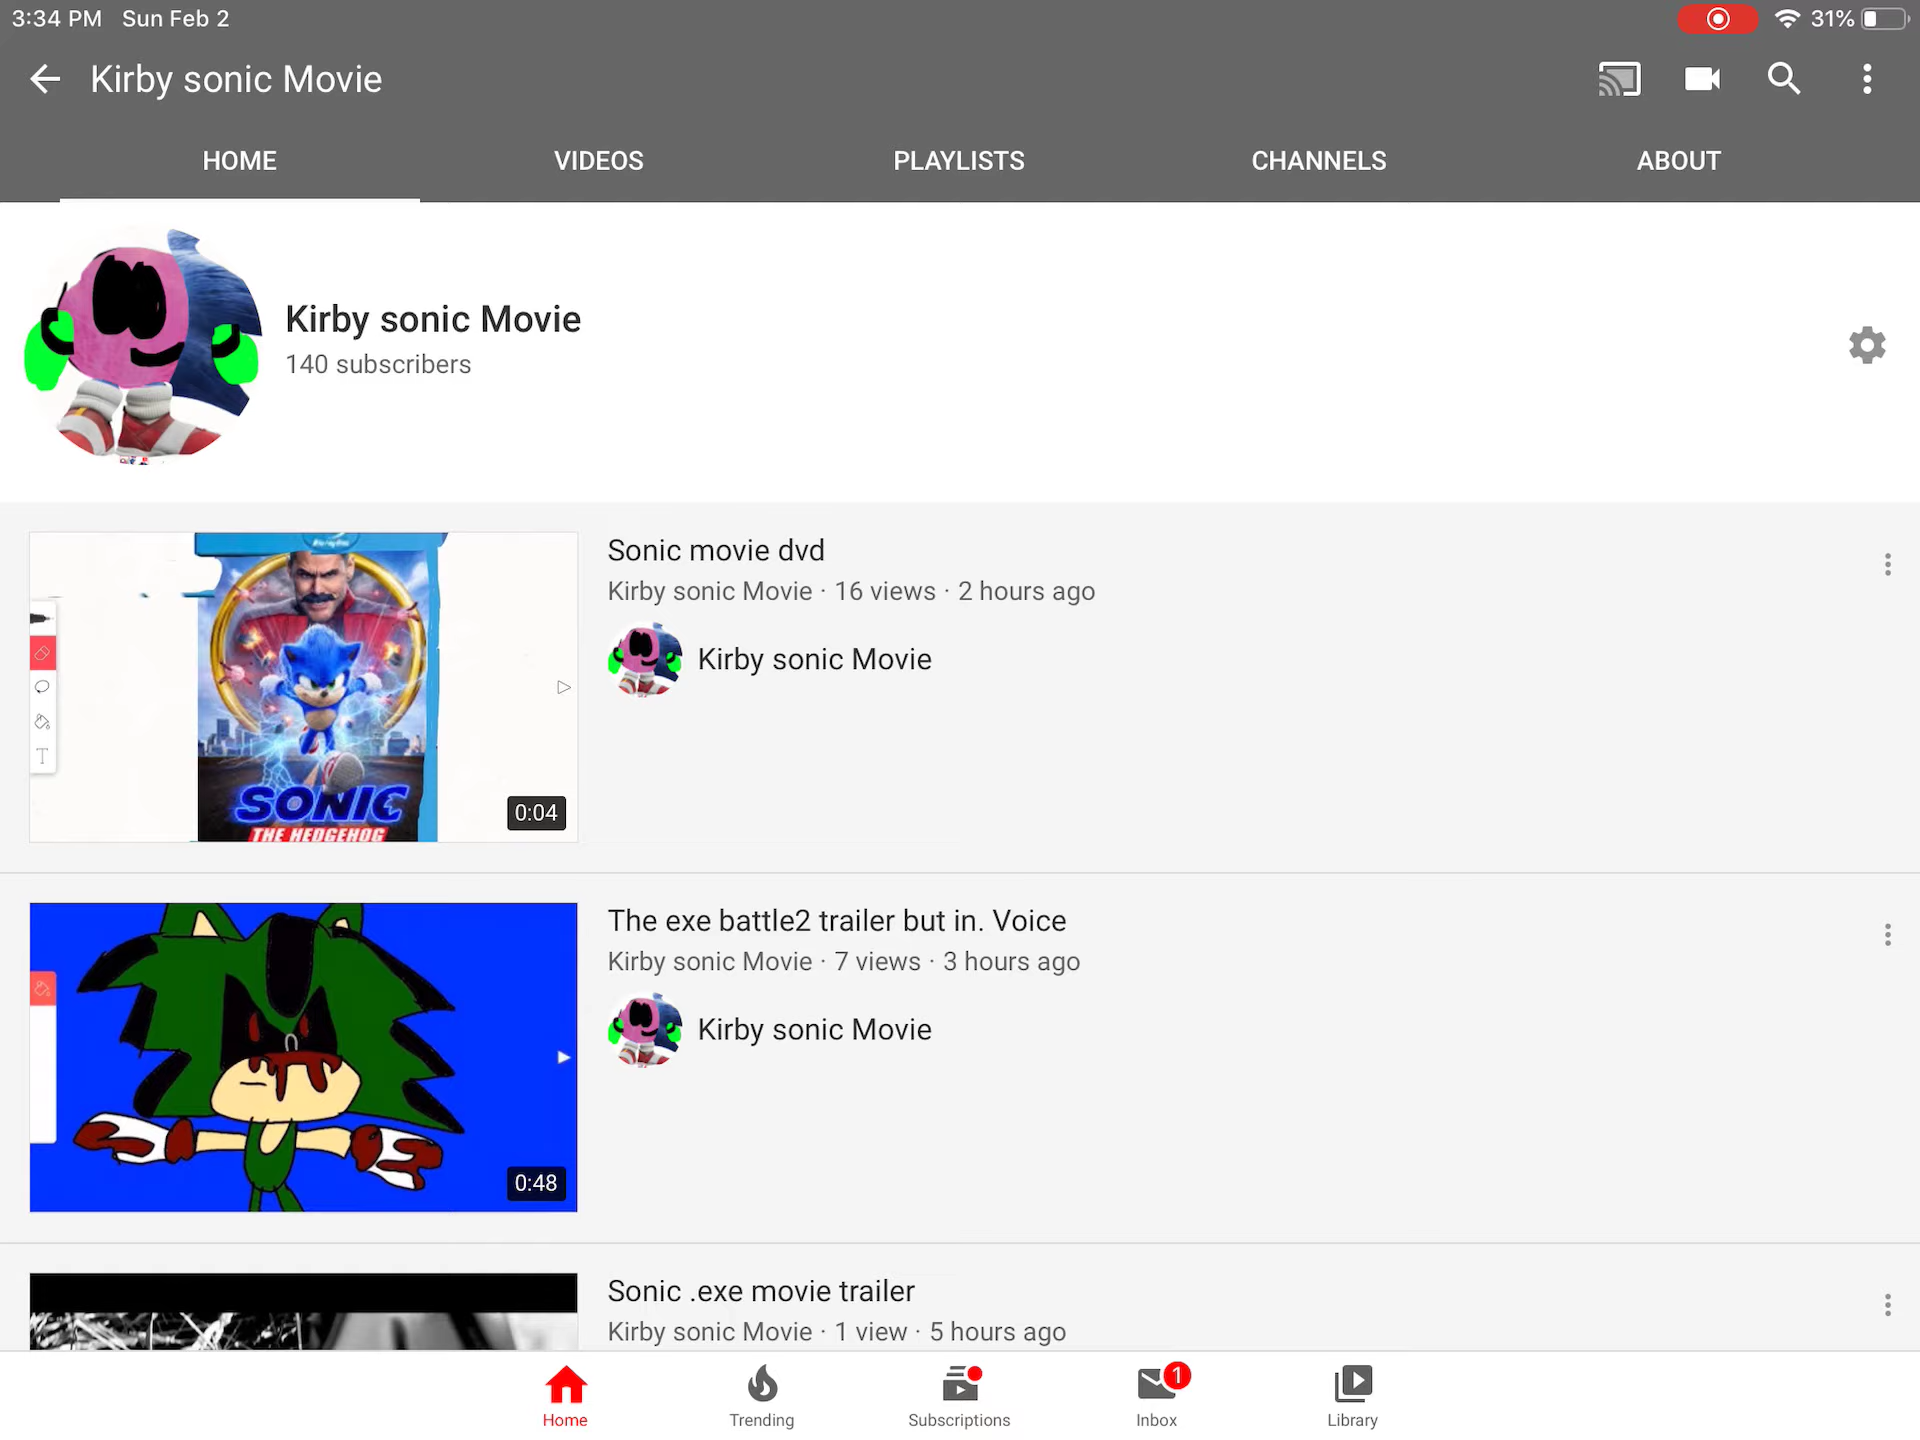 3:34 PM Sun Feb 2 31%
Kirby sonic Movie
HOME VIDEOS PLAYLISTS CHANNELS ABOUT
Kirby sonic Movie
140 subscribers
Sonic movie dvd
Kirby sonic Movie · 16 views · 2 hours ago
Kirby sonic Movie
T
SONIC
THE HEDGEHOG
0:04
The exe battle2 trailer but in. Voice
Kirby sonic Movie · 7 views · 3 hours ago
Kirby sonic Movie
0:48
Sonic .exe movie trailer
Kirby sonic Movie · 1 view · 5 hours ago
1
Home Trending Subscriptions Inbox Library